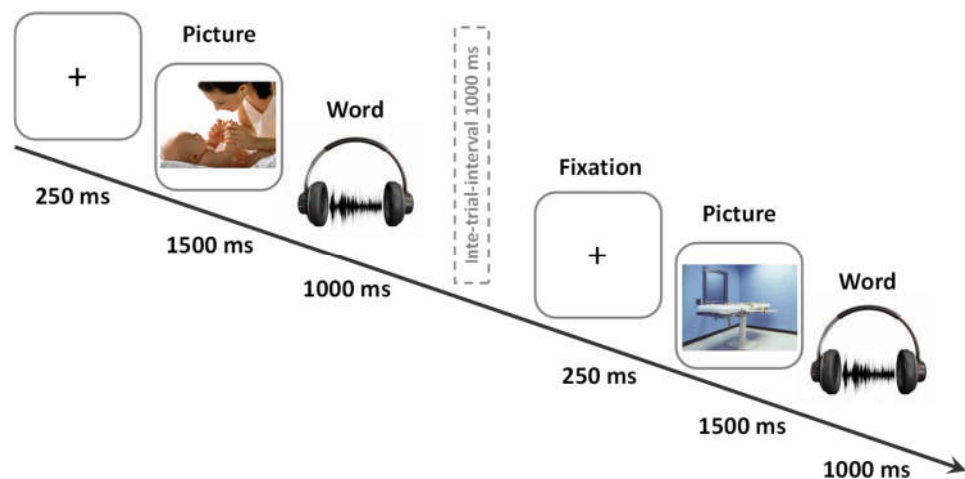 +
Picture
Word
250 ms
1500 ms
1000 ms
Inte-trial-interval 1000 ms
Fixation
+
Picture
Word
250 ms
1500 ms
1000 ms